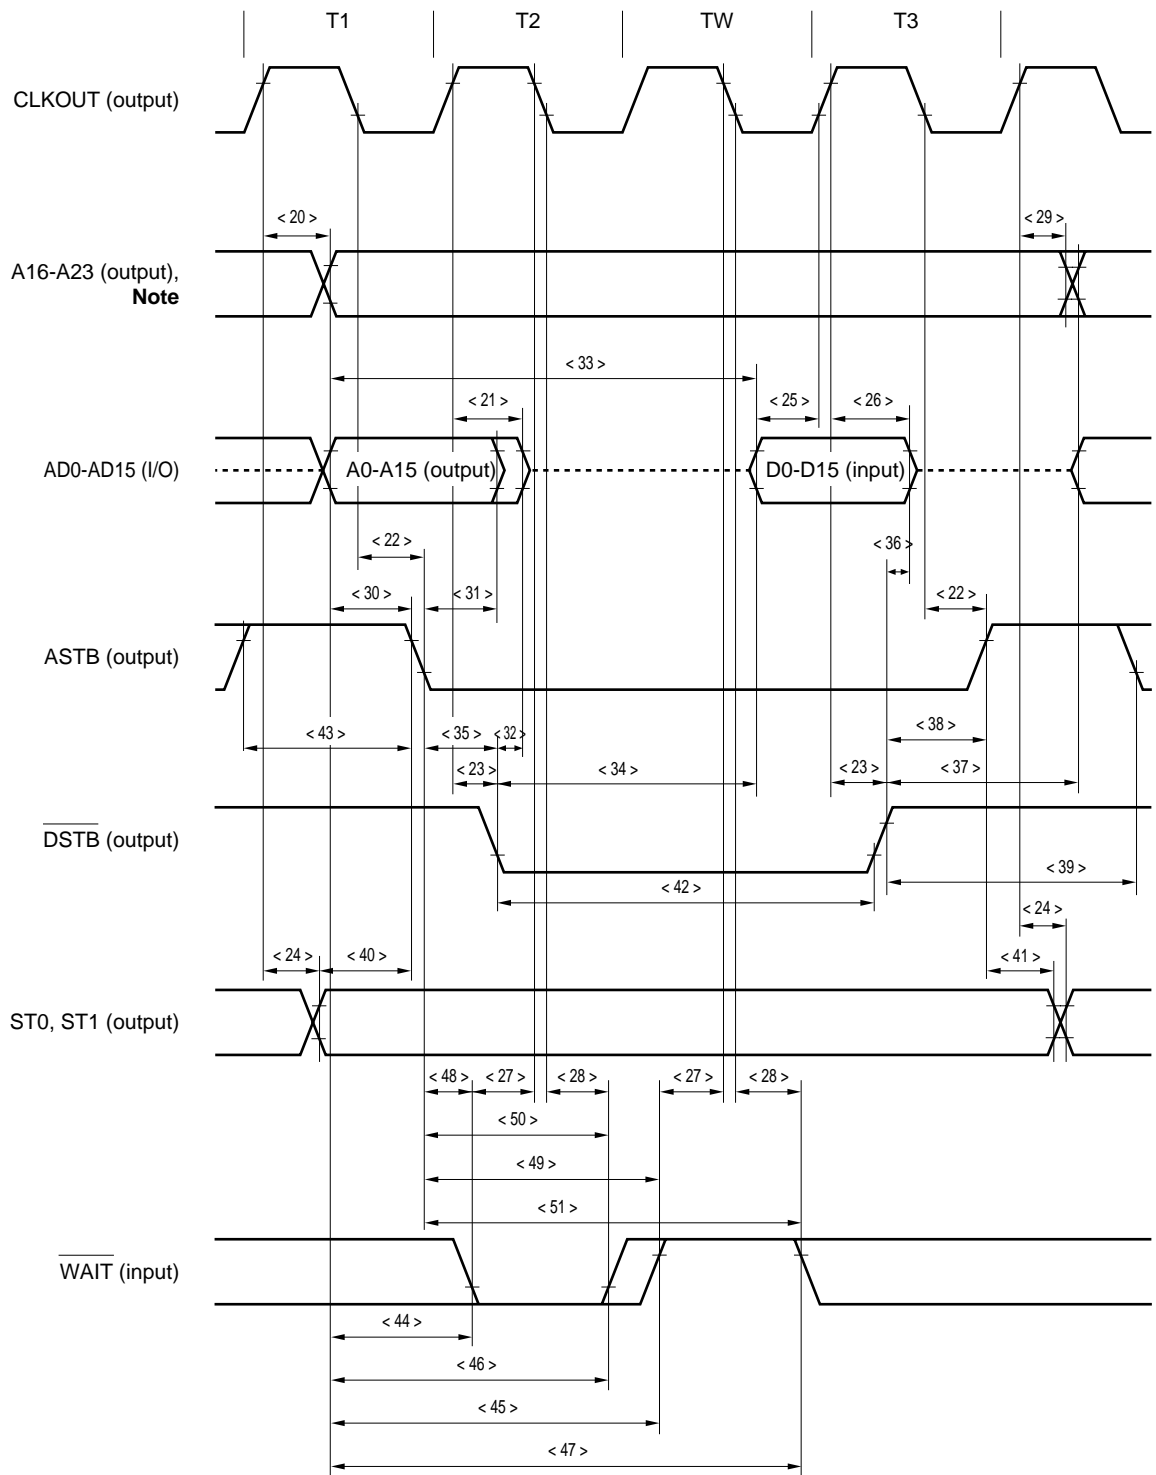 T1 T2 TW T3
CLKOUT (output)
< 20 > < 29 >
A16-A23 (output),
Note
< 33 >
< 21 > < 25 > < 26 >
AD0-AD15 (I/O) A0-A15 (output) D0-D15 (input)
< 22 > < 36 >
< 30 > < 31 > < 22 >
ASTB (output)
< 43 > < 35 > < 32 > < 38 >
< 23 > < 34 > < 23 > < 37 >
DSTB (output)
< 39 >
< 42 >
< 24 >
< 24 > < 40 > < 41 >
ST0, ST1 (output)
< 48 > < 27 > < 28 > < 27 > < 28 >
< 50 >
< 49 >
< 51 >
WAIT (input)
< 44 >
< 46 >
< 45 >
< 47 >